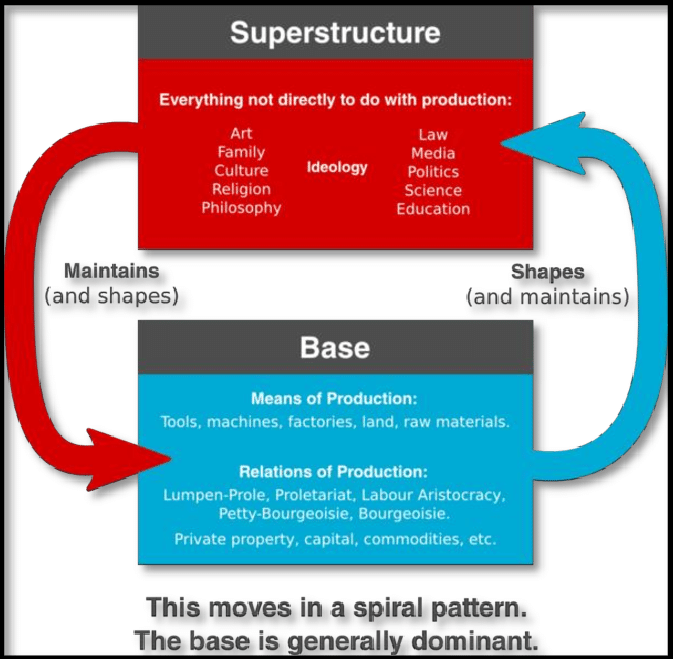 Superstructure
Everything not directly to do with production:
Art
Family
Culture
Religion
Philosophy
Ideology
Law
Media
Politics
Science
Education
Maintains
(and shapes)
Shapes
(and maintains)
Base
Means of Production:
Tools, machines, factories, land, raw materials.
Relations of Production:
Lumpen-Prole, Proletariat, Labour Aristocracy,
Petty-Bourgeoisie, Bourgeoisie.
Private property, capital, commodities, etc.
This moves in a spiral pattern.
The base is generally dominant.